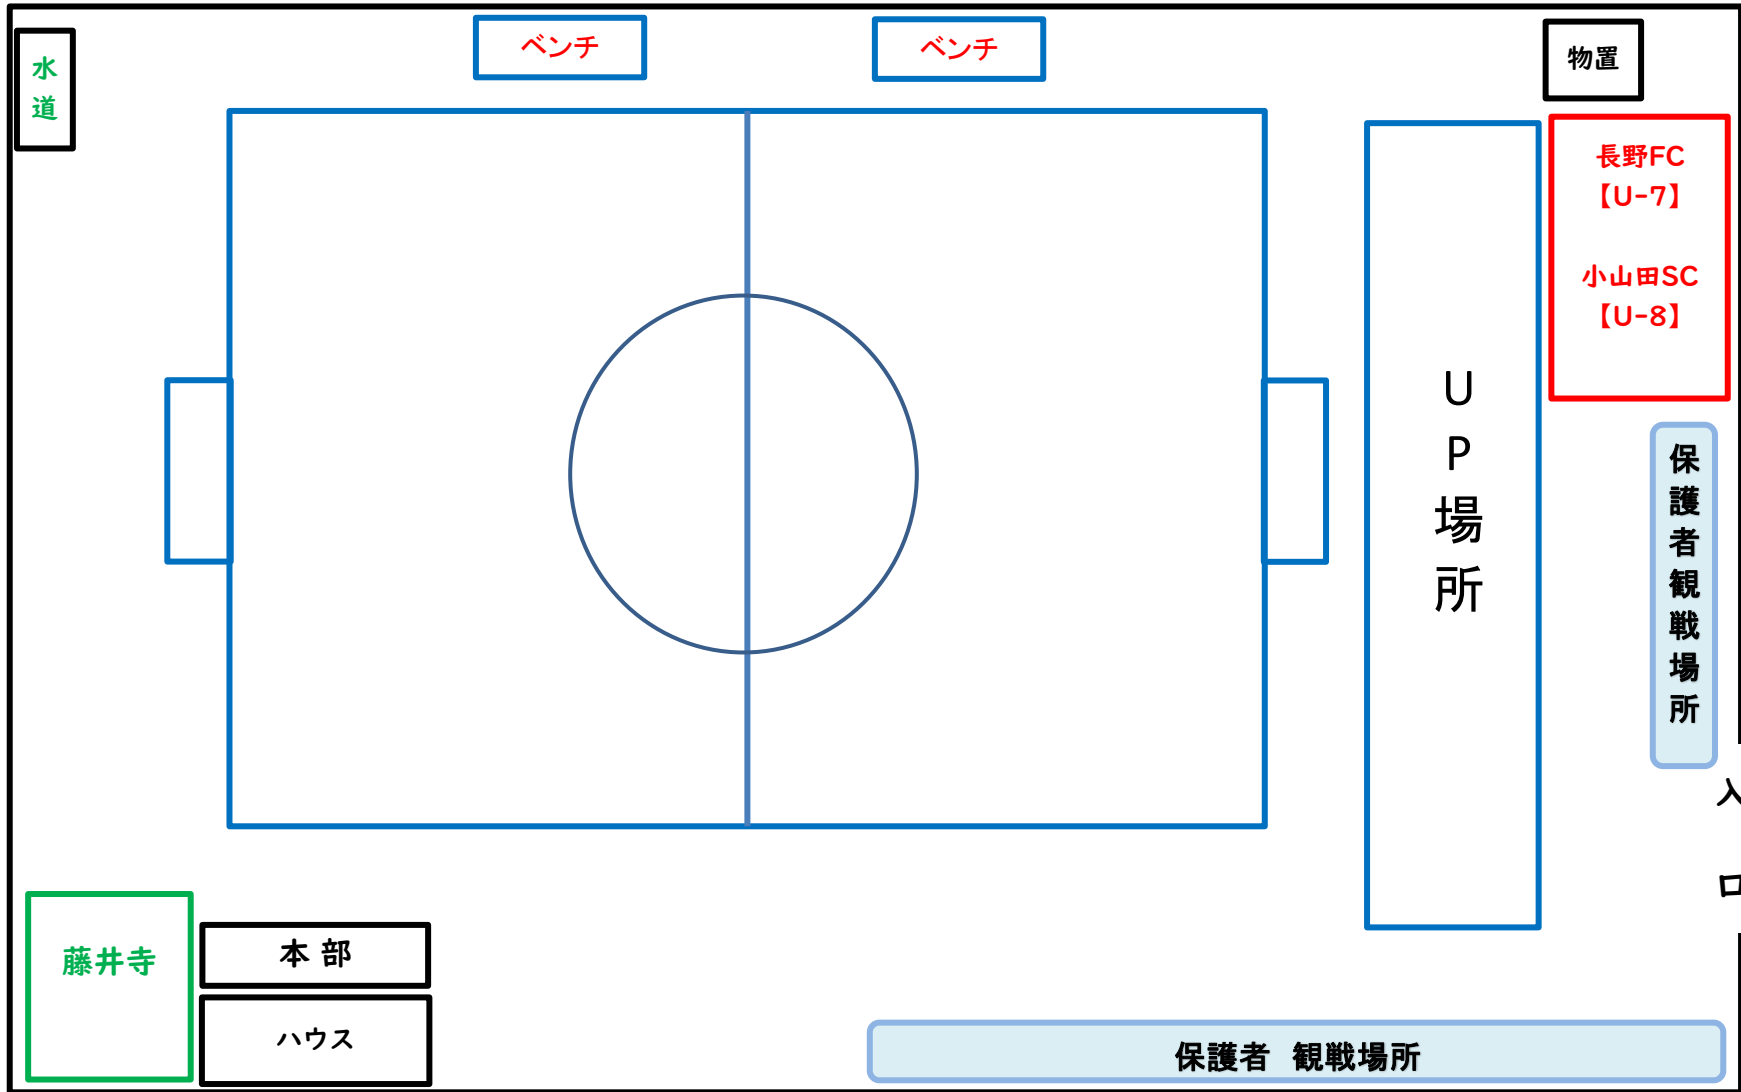 水道
ベンチ
ベンチ
物置
長野FC
【U-7】
小山田SC
【U-8】
UP場所
保護者観戦場所
入口
藤井寺
本部
ハウス
保護者 観戦場所